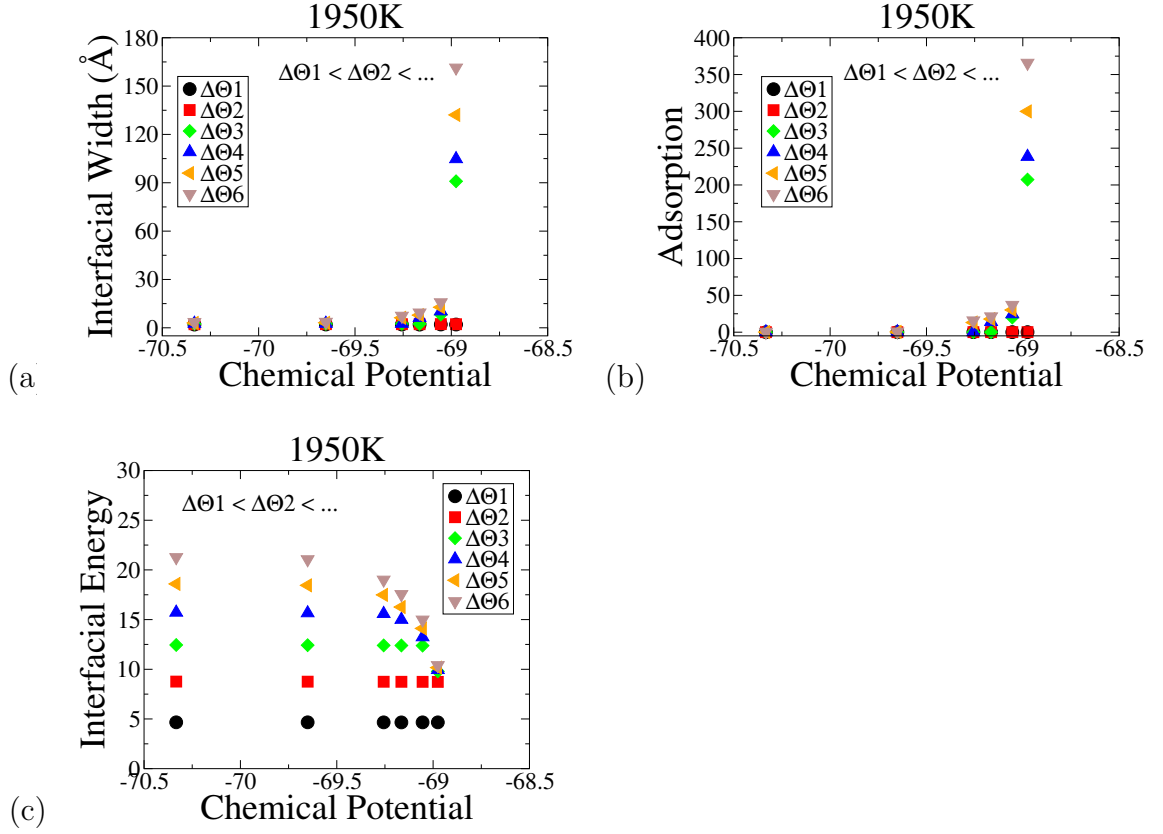 1950K
Interfacial Width (Å)
180
150
120
90
60
30
0
ΔΘ1 < ΔΘ2 < ...
ΔΘ1
ΔΘ2
ΔΘ3
ΔΘ4
ΔΘ5
ΔΘ6
-70.5 -70 -69.5 -69 -68.5
Chemical Potential
(a)
1950K
Adsorption
400
350
300
250
200
150
100
50
0
ΔΘ1 < ΔΘ2 < ...
ΔΘ1
ΔΘ2
ΔΘ3
ΔΘ4
ΔΘ5
ΔΘ6
-70.5 -70 -69.5 -69 -68.5
Chemical Potential
(b)
1950K
Interfacial Energy
30
25
20
15
10
5
0
ΔΘ1 < ΔΘ2 < ...
ΔΘ1
ΔΘ2
ΔΘ3
ΔΘ4
ΔΘ5
ΔΘ6
-70.5 -70 -69.5 -69 -68.5
Chemical Potential
(c)